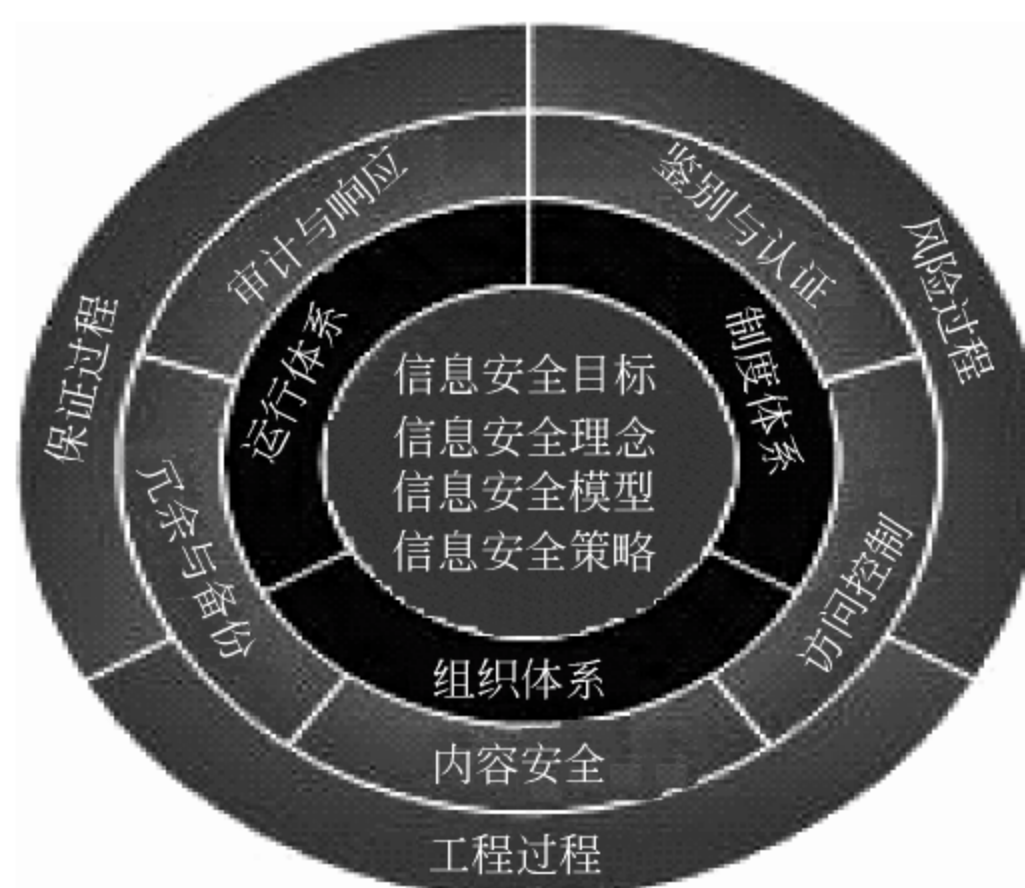 信息安全目标
信息安全理念
信息安全模型
信息安全策略
运行体系
制度体系
组织体系
审计与响应
鉴别与认证
访问控制
内容安全
冗余与备份
保证过程
风险过程
工程过程